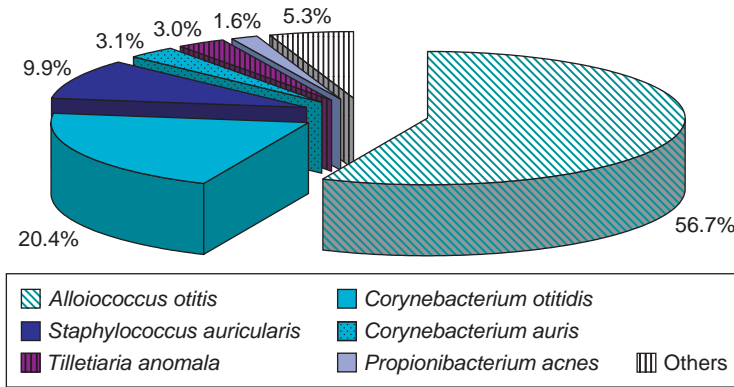 5.3%
1.6%
3.0%
3.1%
9.9%
56.7%
20.4%
Alloiococcus otitis Corynebacterium otitidis
Staphylococcus auricularis Corynebacterium auris
Tilletiaria anomala Propionibacterium acnes Others